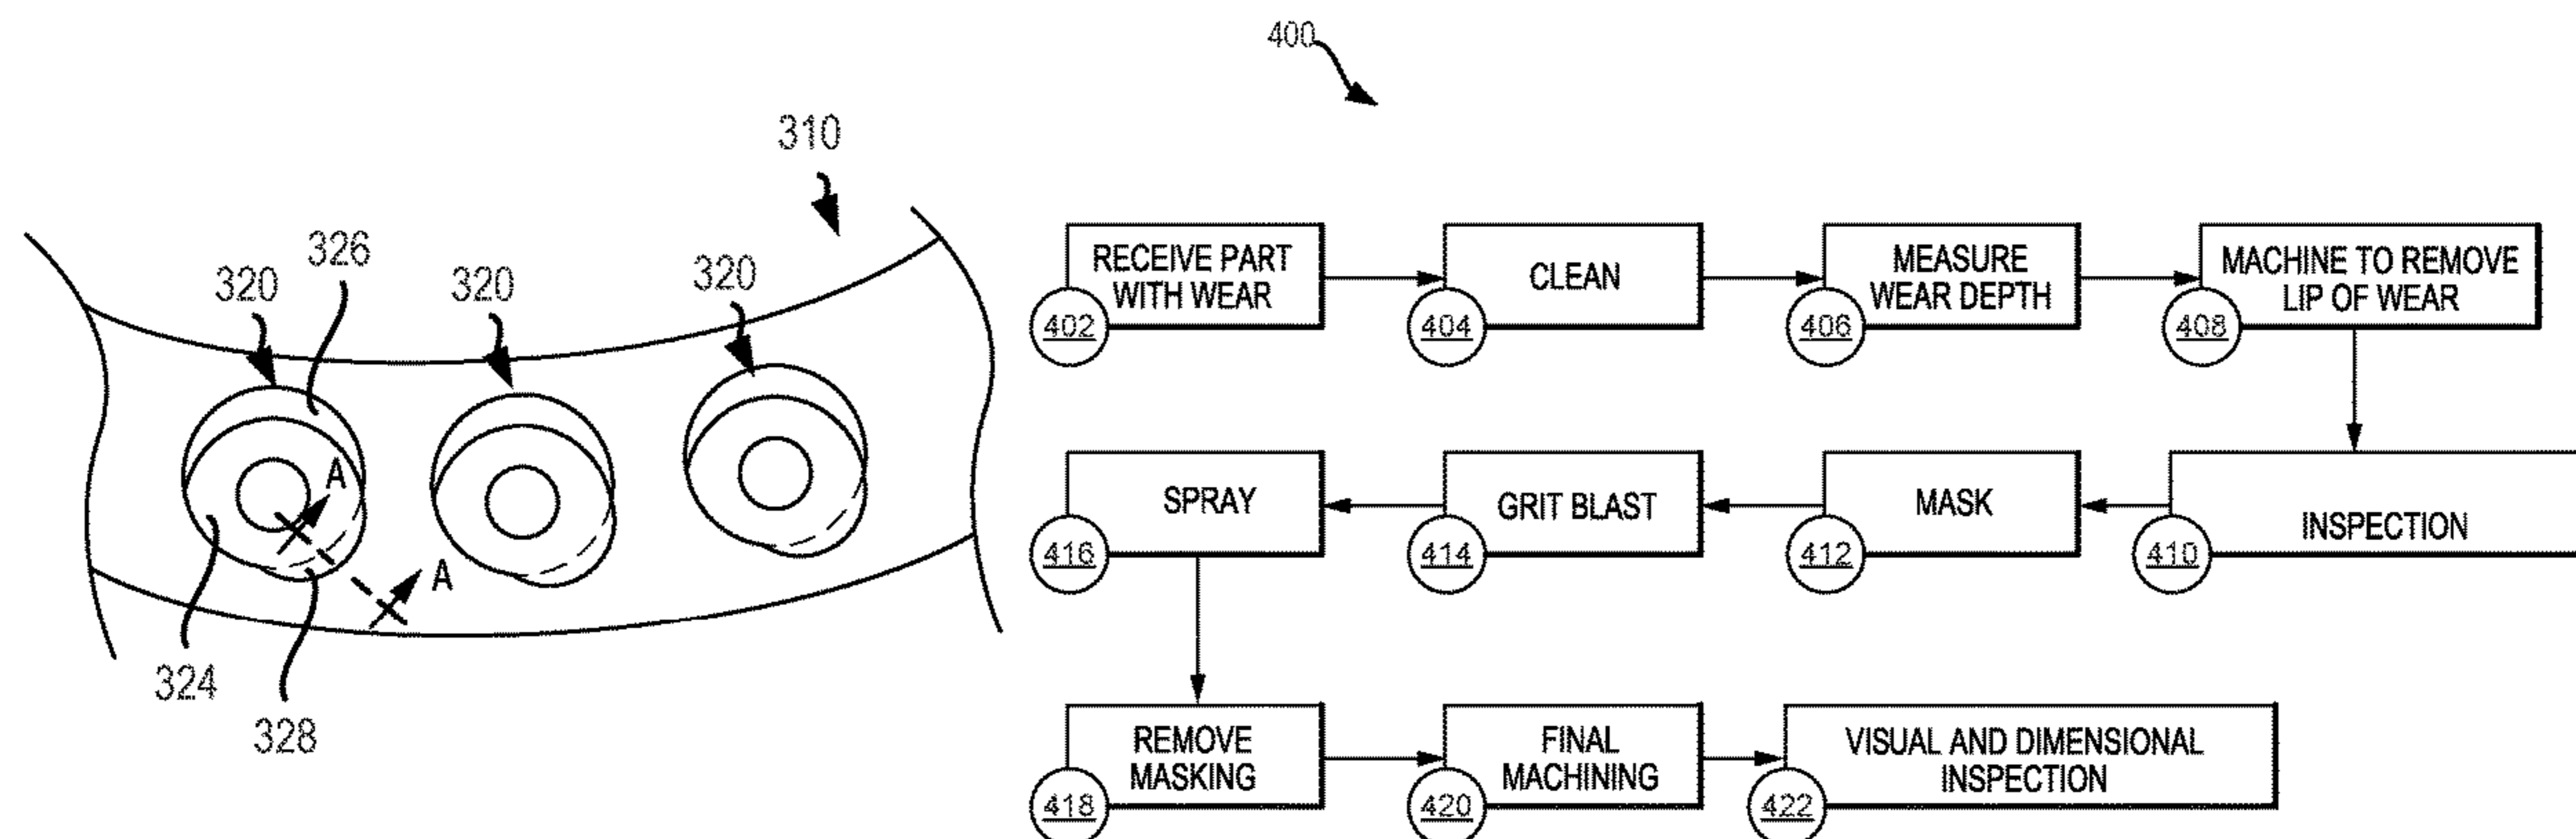 310
326
320
320
320
A
A
324
328
400
RECEIVE PART
WITH WEAR
402
CLEAN
404
MEASURE
WEAR DEPTH
406
MACHINE TO REMOVE
LIP OF WEAR
408
INSPECTION
410
MASK
412
GRIT BLAST
414
SPRAY
416
REMOVE
MASKING
418
FINAL
MACHINING
420
VISUAL AND DIMENSIONAL
INSPECTION
422